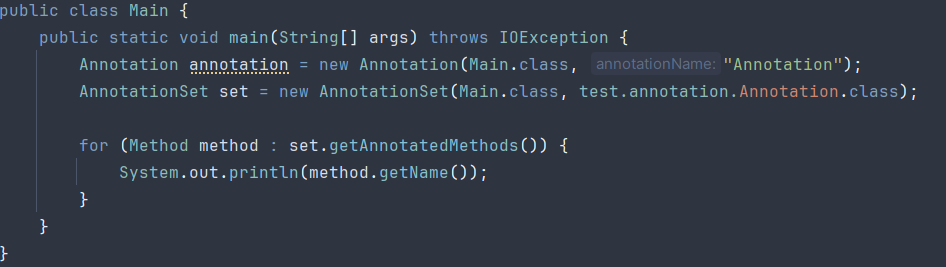 public class Main {
    public static void main(String[] args) throws IOException {
        Annotation annotation = new Annotation(Main.class, annotationName: "Annotation");
        AnnotationSet set = new AnnotationSet(Main.class, test.annotation.Annotation.class);
        for (Method method : set.getAnnotatedMethods()) {
            System.out.println(method.getName());
        }
    }
}